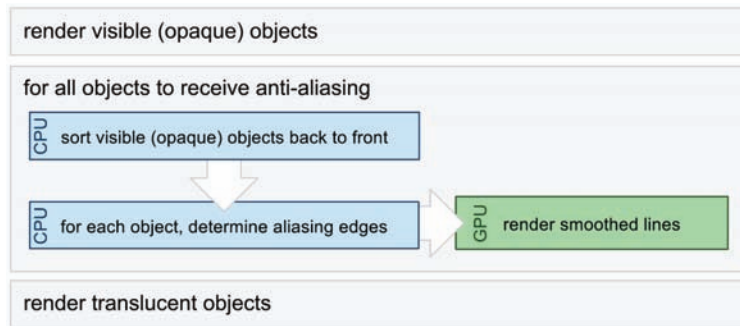 render visible (opaque) objects
for all objects to receive anti-aliasing
CPU
sort visible (opaque) objects back to front
CPU
for each object, determine aliasing edges
GPU
render smoothed lines
render translucent objects